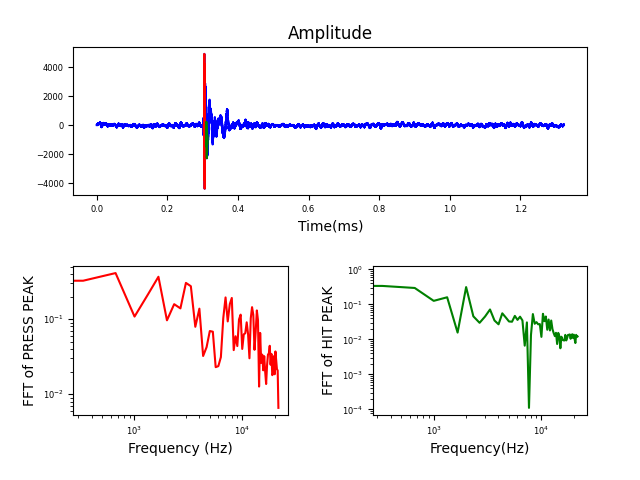 Amplitude
4000
2000
0
−2000
−4000
0.0 0.2 0.4 0.6 0.8 1.0 1.2
Time(ms)
FFT of PRESS PEAK
10⁻¹
10⁻²
10³ 10⁴
Frequency (Hz)
FFT of HIT PEAK
10⁰
10⁻¹
10⁻²
10⁻³
10⁻⁴
10³ 10⁴
Frequency(Hz)